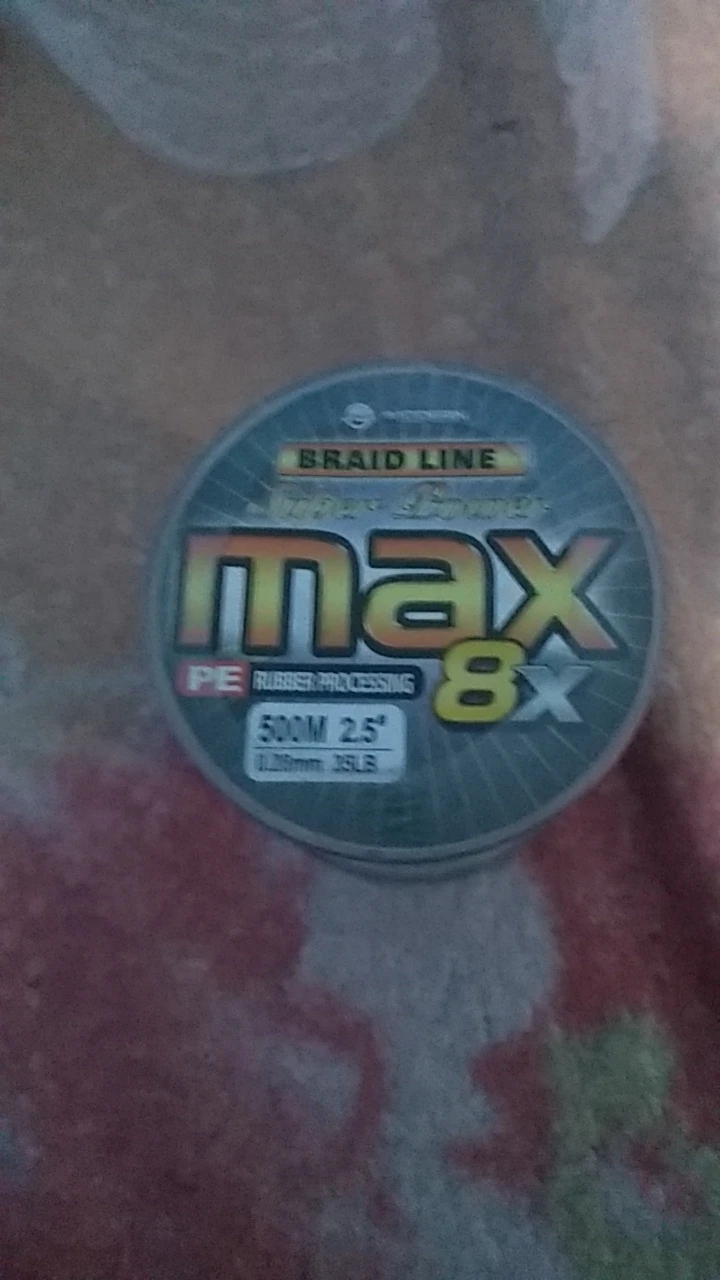 BRAID LINE
Super Power
max
8x
PE RUBBER PROCESSING
500M 2.5#
35LB